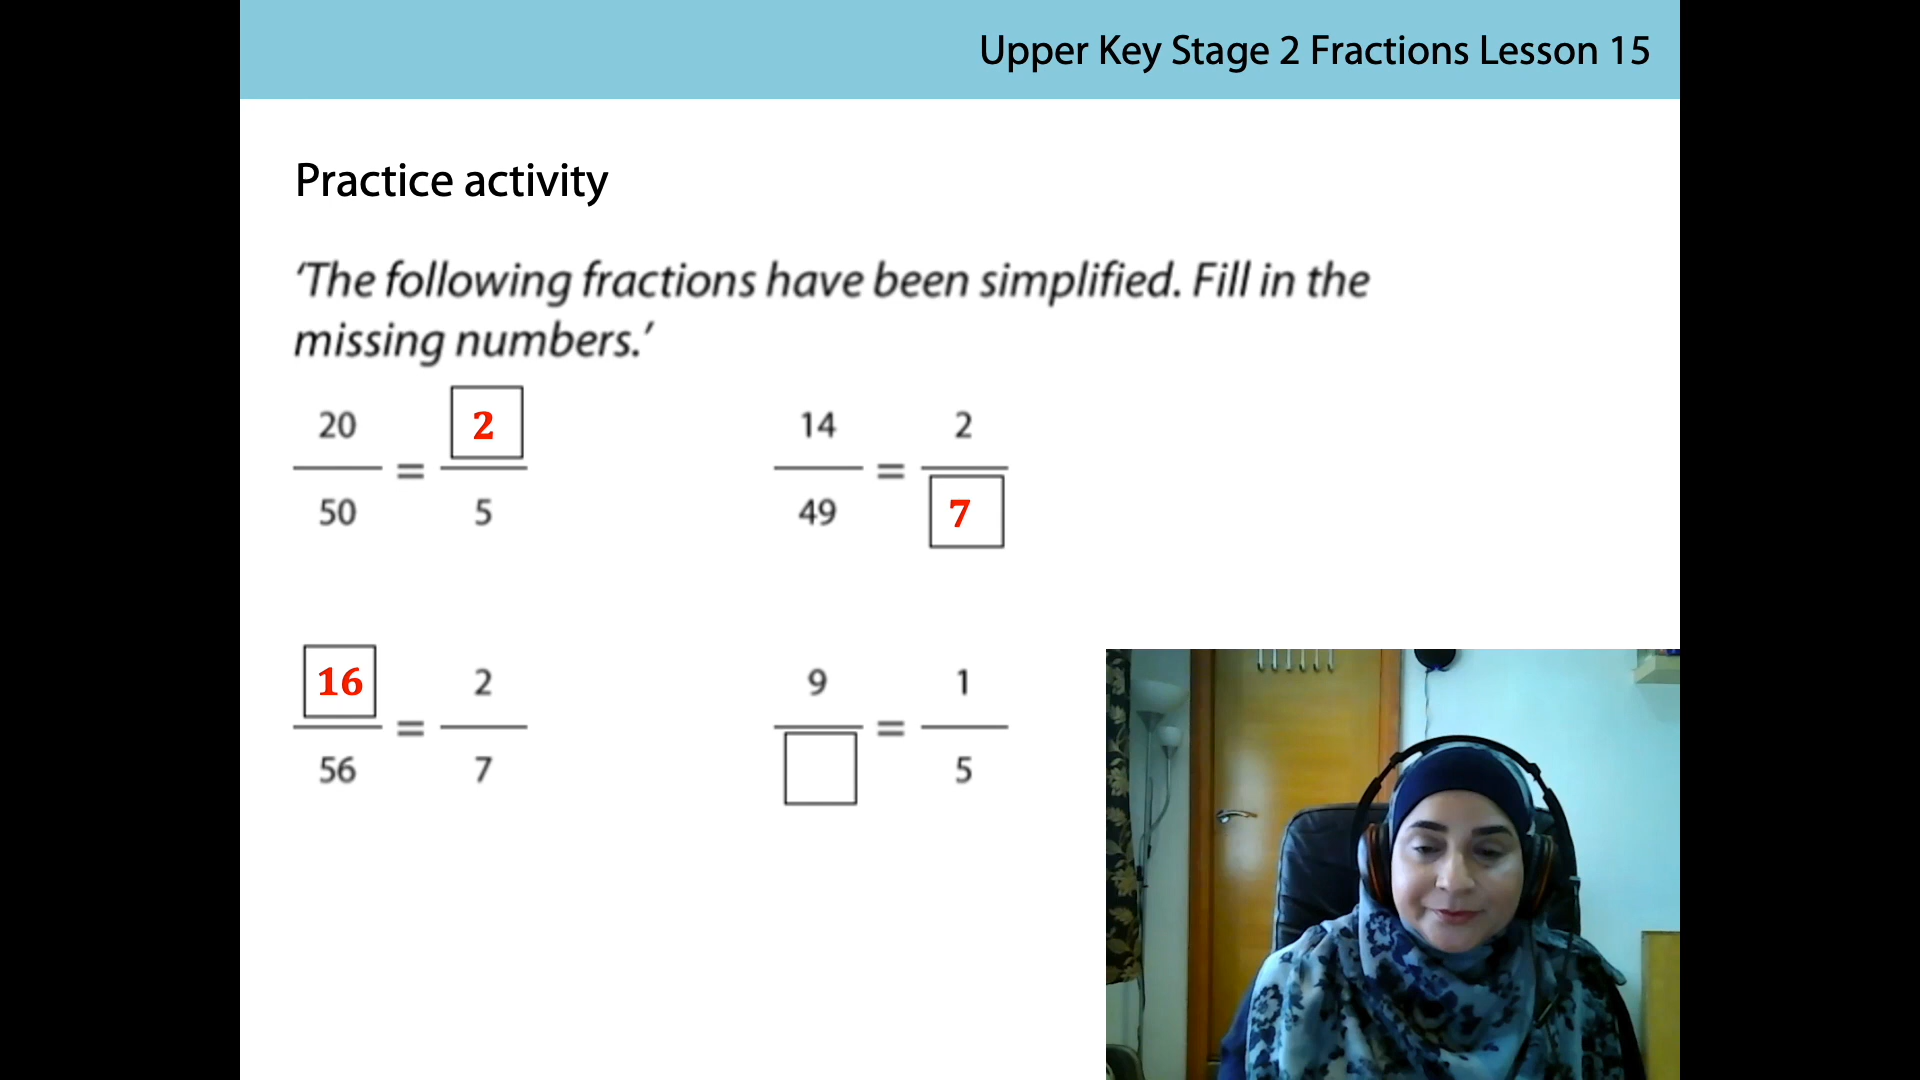 Upper Key Stage 2 Fractions Lesson 15
Practice activity
‘The following fractions have been simplified. Fill in the
missing numbers.’
20 2 14 2
= =
50 5 49 7
16 2 9 1
= =
56 7 5